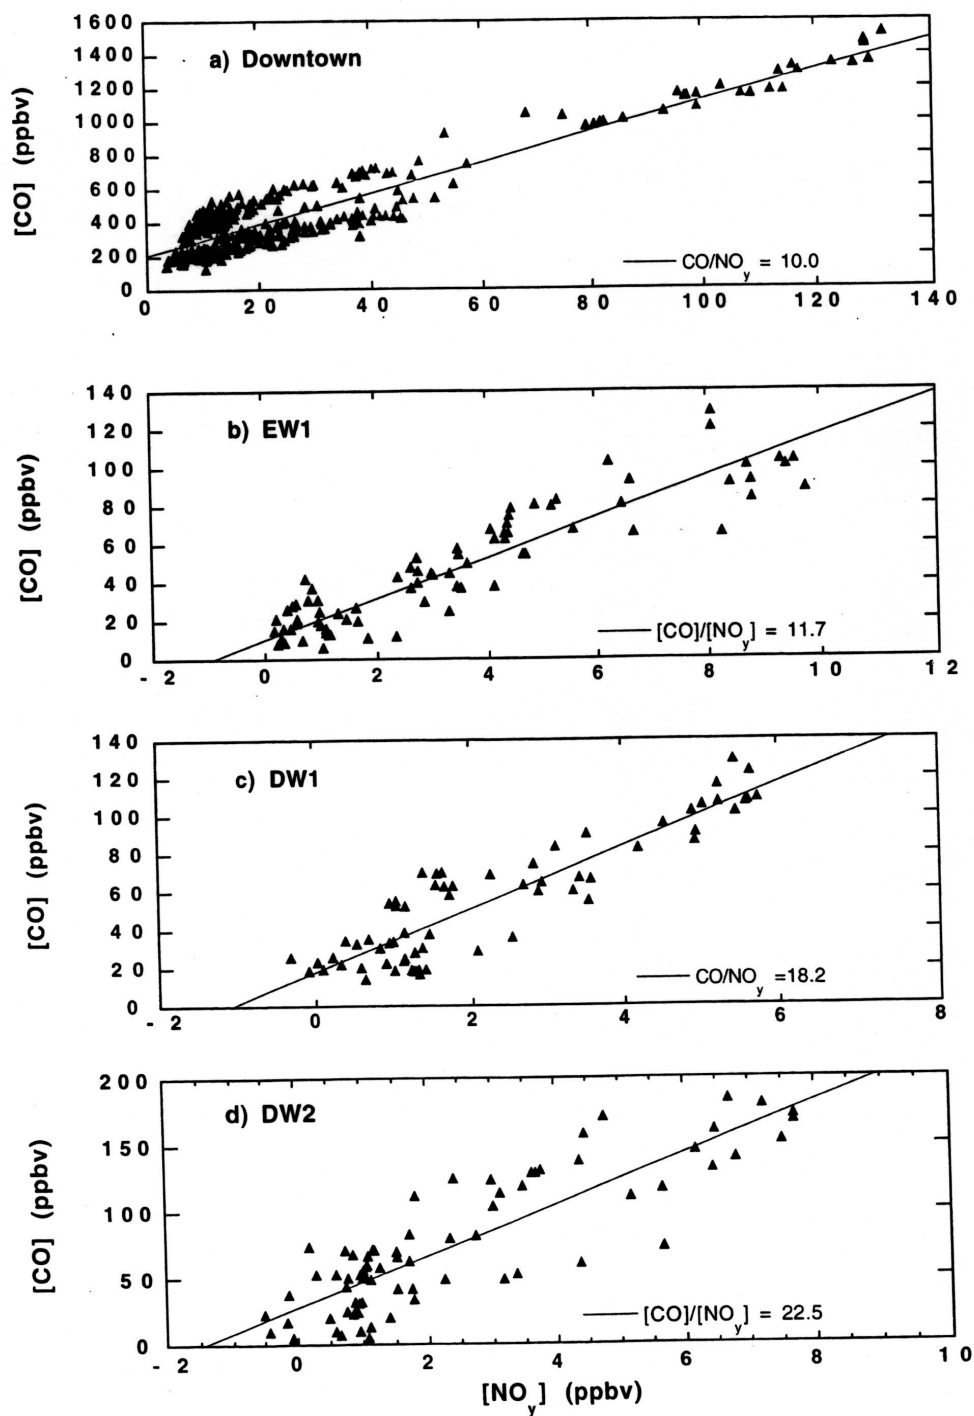 1600
1400
1200
1000
800
600
400
200
0
[CO] (ppbv)
a) Downtown
CO/NOy = 10.0
0 20 40 60 80 100 120 140
140
120
100
80
60
40
20
0
[CO] (ppbv)
b) EW1
[CO]/[NOy] = 11.7
-2 0 2 4 6 8 10 12
140
120
100
80
60
40
20
0
[CO] (ppbv)
c) DW1
CO/NOy =18.2
-2 0 2 4 6 8
200
150
100
50
0
[CO] (ppbv)
d) DW2
[CO]/[NOy] = 22.5
-2 0 2 4 6 8 10
[NOy] (ppbv)